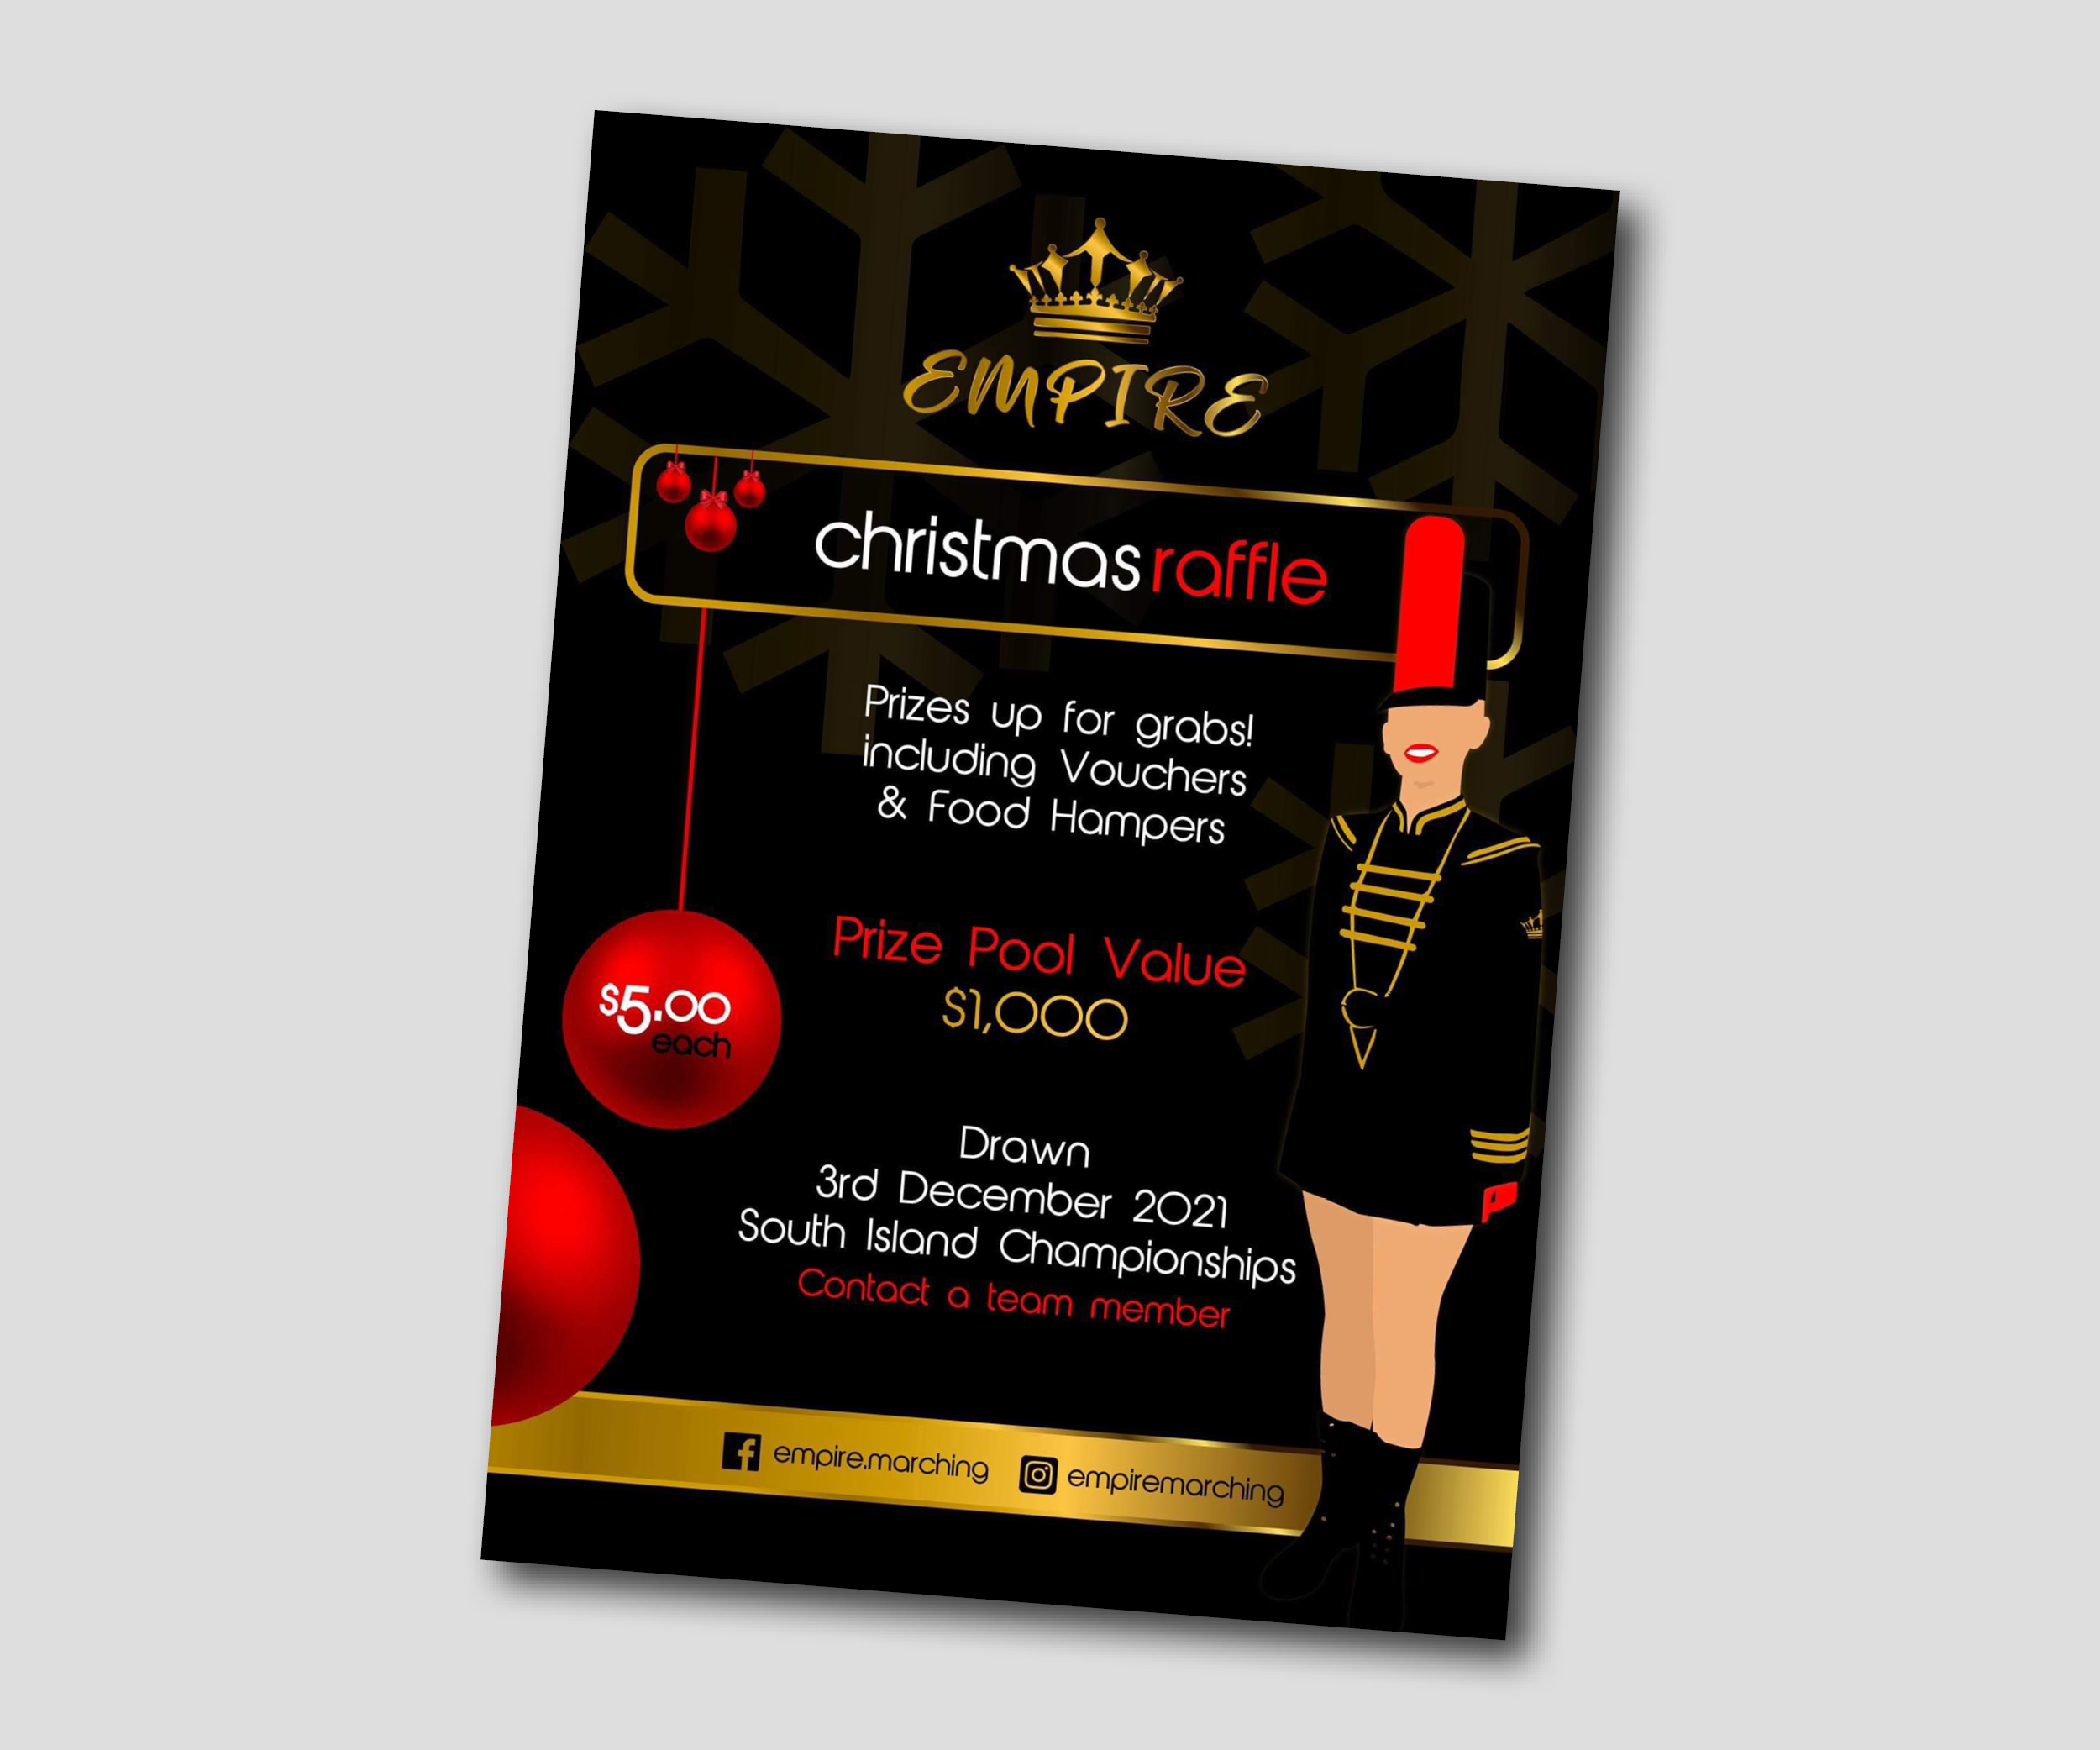 EMPIRE
christmas raffle
Prizes up for grabs!
including Vouchers
& Food Hampers
Prize Pool Value
$1,000
$5.00
each
Drawn
3rd December 2021
South Island Championships
Contact a team member
empire.marching
empiremarching